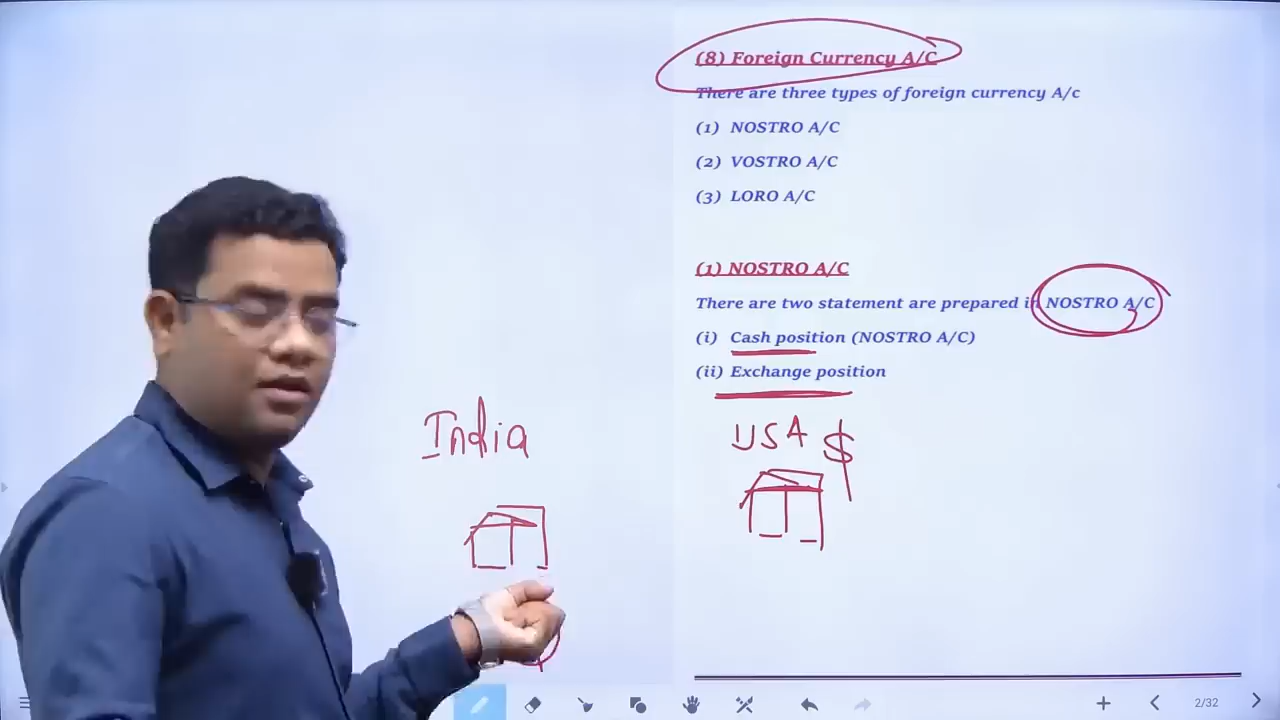 (8) Foreign Currency A/C
There are three types of foreign currency A/c
(1) NOSTRO A/C
(2) VOSTRO A/C
(3) LORO A/C
(1) NOSTRO A/C
There are two statement are prepared in NOSTRO A/C
(i) Cash position (NOSTRO A/C)
(ii) Exchange position
India
USA $
2/32